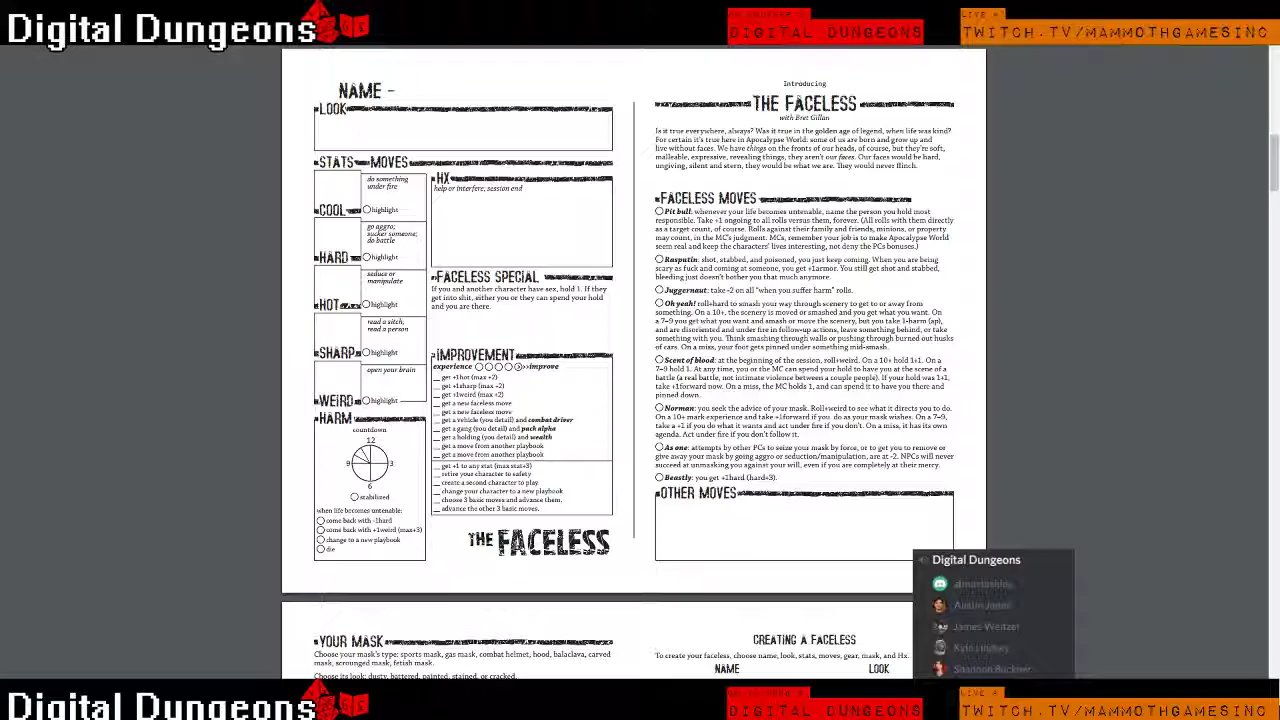 Digital Dungeons
DIGITAL DUNGEONS
LIVE @
TWITCH.TV/MAMMOTHGAMESINC
NAME -
LOOK
STATS MOVES
do something
under fire
COOL
highlight
go aggro;
sucker someone;
do battle
HARD
highlight
seduce or
manipulate
HOT
highlight
read a sitch;
read a person
SHARP
highlight
open your brain
WEIRD
highlight
HARM
countdown
12
9 3
6
stabilized
when life becomes untenable:
come back with -1hard
come back with +1weird (max+3)
change to a new playbook
die
HX
help or interfere; session end
FACELESS SPECIAL
If you and another character have sex, hold 1. If they
get into shit, either you or they can spend your hold
and you are there.
IMPROVEMENT
experience >>improve
__ get +1hot (max +2)
__ get +1sharp (max +2)
__ get +1weird (max +2)
__ get a new faceless move
__ get a new faceless move
__ get a vehicle (you detail) and combat driver
__ get a gang (you detail) and pack alpha
__ get a holding (you detail) and wealth
__ get a move from another playbook
__ get a move from another playbook
__ get +1 to any stat (max stat+3)
__ retire your character to safety
__ create a second character to play
__ change your character to a new playbook
__ choose 3 basic moves and advance them.
__ advance the other 3 basic moves.
THE FACELESS
Introducing
THE FACELESS
with Bret Gillan
Is it true everywhere, always? Was it true in the golden age of legend, when life was kind?
For certain it's true here in Apocalypse World: some of us are born and grow up and
live without faces. We have things on the fronts of our heads, of course, but they're soft,
malleable, expressive, revealing things, they aren't our faces. Our faces would be hard,
ungiving, silent and stern, they would be what we are. They would never flinch.
FACELESS MOVES
Pit bull: whenever your life becomes untenable, name the person you hold most
responsible. Take +1 ongoing to all rolls versus them, forever. (All rolls with them directly
as a target count, of course. Rolls against their family and friends, minions, or property
may count, in the MC's judgment. MCs, remember your job is to make Apocalypse World
seem real and keep the characters' lives interesting, not deny the PCs bonuses.)
Rasputin: shot, stabbed, and poisoned, you just keep coming. When you are being
scary as fuck and coming at someone, you get +1armor. You still get shot and stabbed,
bleeding just doesn't bother you that much anymore.
Juggernaut: take -2 on all "when you suffer harm" rolls.
Oh yeah! roll+hard to smash your way through scenery to get to or away from
something. On a 10+, the scenery is moved or smashed and you get what you want. On
a 7–9 you get what you want and smash or move the scenery, but you take 1-harm (ap),
and are disoriented and under fire in follow-up actions, leave something behind, or take
something with you. Think smashing through walls or pushing through burned out husks
of cars. On a miss, your foot gets pinned under something mid-smash.
Scent of blood: at the beginning of the session, roll+weird. On a 10+ hold 1+1. On a
7–9 hold 1. At any time, you or the MC can spend your hold to have you at the scene of a
battle (a real battle, not intimate violence between a couple people). If your hold was 1+1,
take +1forward now. On a miss, the MC holds 1, and can spend it to have you there and
pinned down.
Norman: you seek the advice of your mask. Roll+weird to see what it directs you to do.
On a 10+ mark experience and take +1forward if you do as your mask wishes. On a 7–9,
take a +1 if you do what it wants and act under fire if you don't. On a miss, it has its own
agenda. Act under fire if you don't follow it.
As one: attempts by other PCs to seize your mask by force, or to get you to remove or
give away your mask by going aggro or seduction/manipulation, are at -2. NPCs will never
succeed at unmasking you against your will, even if you are completely at their mercy.
Beastly: you get +1hard (hard+3).
OTHER MOVES
Digital Dungeons
Austin Jones
James Weitzel
Kyle Lindsey
Shannon Buckner
YOUR MASK
Choose your mask's type: sports mask, gas mask, combat helmet, hood, balaclava, carved
mask, scrounged mask, fetish mask.
Choose its look: dusty, battered, painted, stained, or cracked.
CREATING A FACELESS
To create your faceless, choose name, look, stats, moves, gear, mask, and Hx.
NAME LOOK
Digital Dungeons
DIGITAL DUNGEONS
LIVE @
TWITCH.TV/MAMMOTHGAMESINC